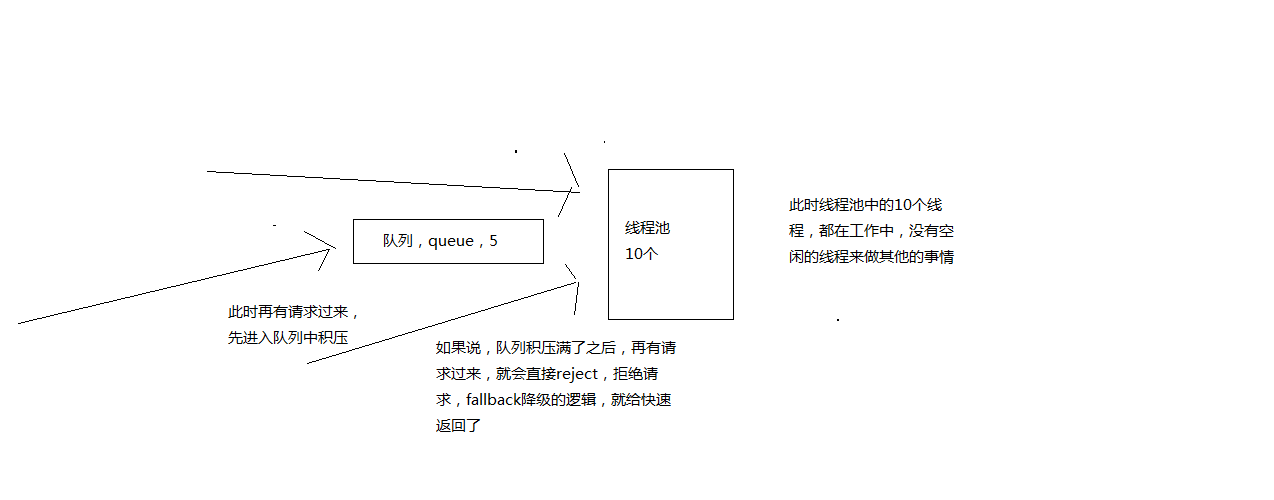 此时线程池中的10个线
程，都在工作中，没有空
闲的线程来做其他的事情
线程池
10个
队列，queue，5
此时再有请求过来，
先进入队列中积压
如果说，队列积压满了之后，再有请
求过来，就会直接reject，拒绝请
求，fallback降级的逻辑，就给快速
返回了